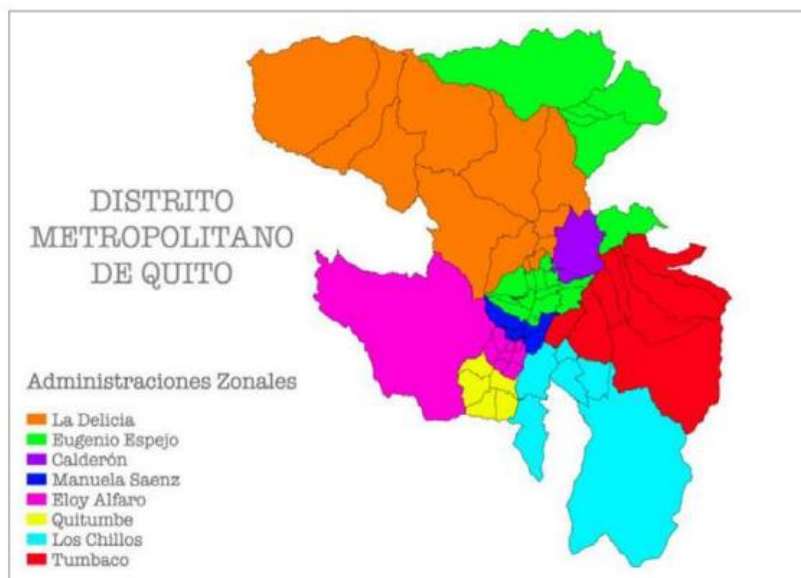 DISTRITO
METROPOLITANO
DE QUITO
Administraciones Zonales
La Delicia
Eugenio Espejo
Calderón
Manuela Saenz
Eloy Alfaro
Quitumbe
Los Chillos
Tumbaco